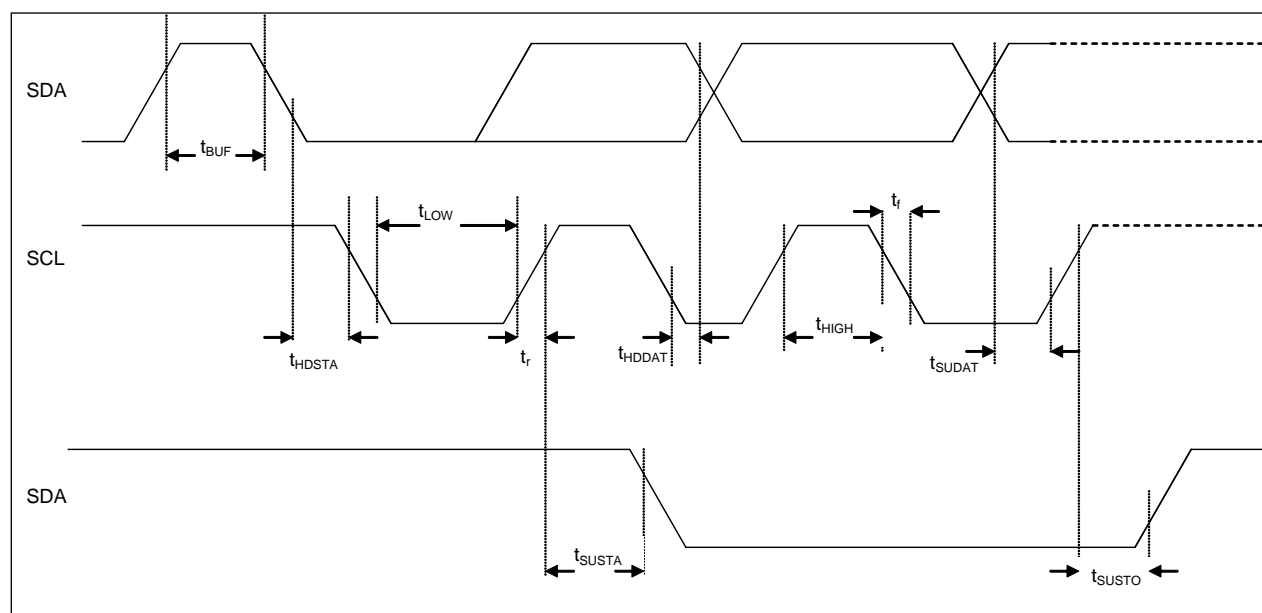 SDA
tBUF
tLOW
tf
SCL
tHDSTA
tr
tHDDAT
tHIGH
tSUDAT
SDA
tSUSTA
tSUSTO